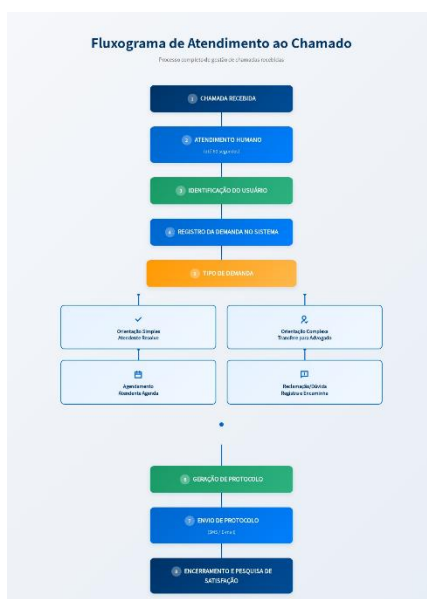 Fluxograma de Atendimento ao Chamado
Processo completo de gestão de chamadas recebidas
1 CHAMADA RECEBIDA
2 ATENDIMENTO HUMANO
3 IDENTIFICAÇÃO DO USUÁRIO
4 REGISTRO DA DEMANDA NO SISTEMA
5 TIPO DE DEMANDA
Orientação Simples
Atendente Resolve
Orientação Complexa
Transfere para Advogado
Agendamento
Atendente Agenda
Reclamação/Dúvida
Registra e Encaminha
6 GERAÇÃO DE PROTOCOLO
7 ENVIO DE PROTOCOLO
8 ENCERRAMENTO E PESQUISA DE
SATISFAÇÃO